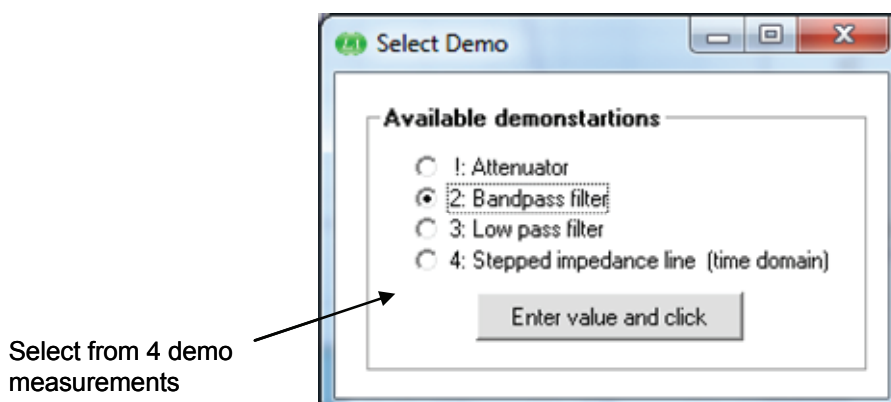 Select Demo
Available demonstartions
!: Attenuator
2: Bandpass filter
3: Low pass filter
4: Stepped impedance line (time domain)
Enter value and click
Select from 4 demo
measurements